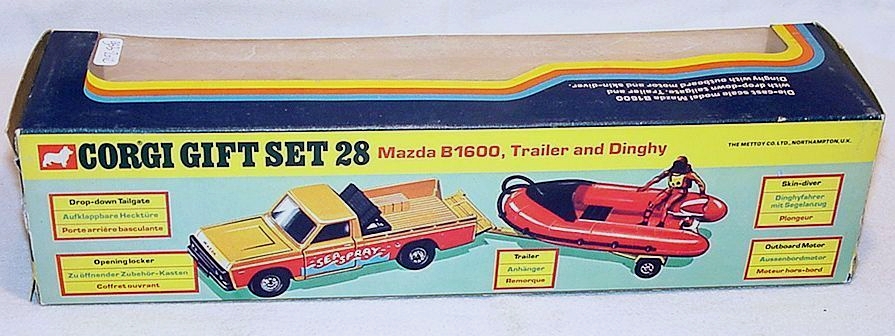 Die-cast scale model Mazda B1600
with drop-down tailgate. Trailer and
Dinghy with outboard motor and skin-diver.
CORGI GIFT SET 28 Mazda B1600, Trailer and Dinghy
THE METTOY CO. LTD., NORTHAMPTON, U.K.
Drop-down Tailgate
Aufklappbare Hecktüre
Porte arrière basculante
Opening locker
Zu öffnender Zubehör-Kasten
Coffret ouvrant
SEA SPRAY
Trailer
Anhänger
Remorque
Skin-diver
Dinghyfahrer
mit Segelanzug
Plongeur
Outboard Motor
Aussenbordmotor
Moteur hors-bord